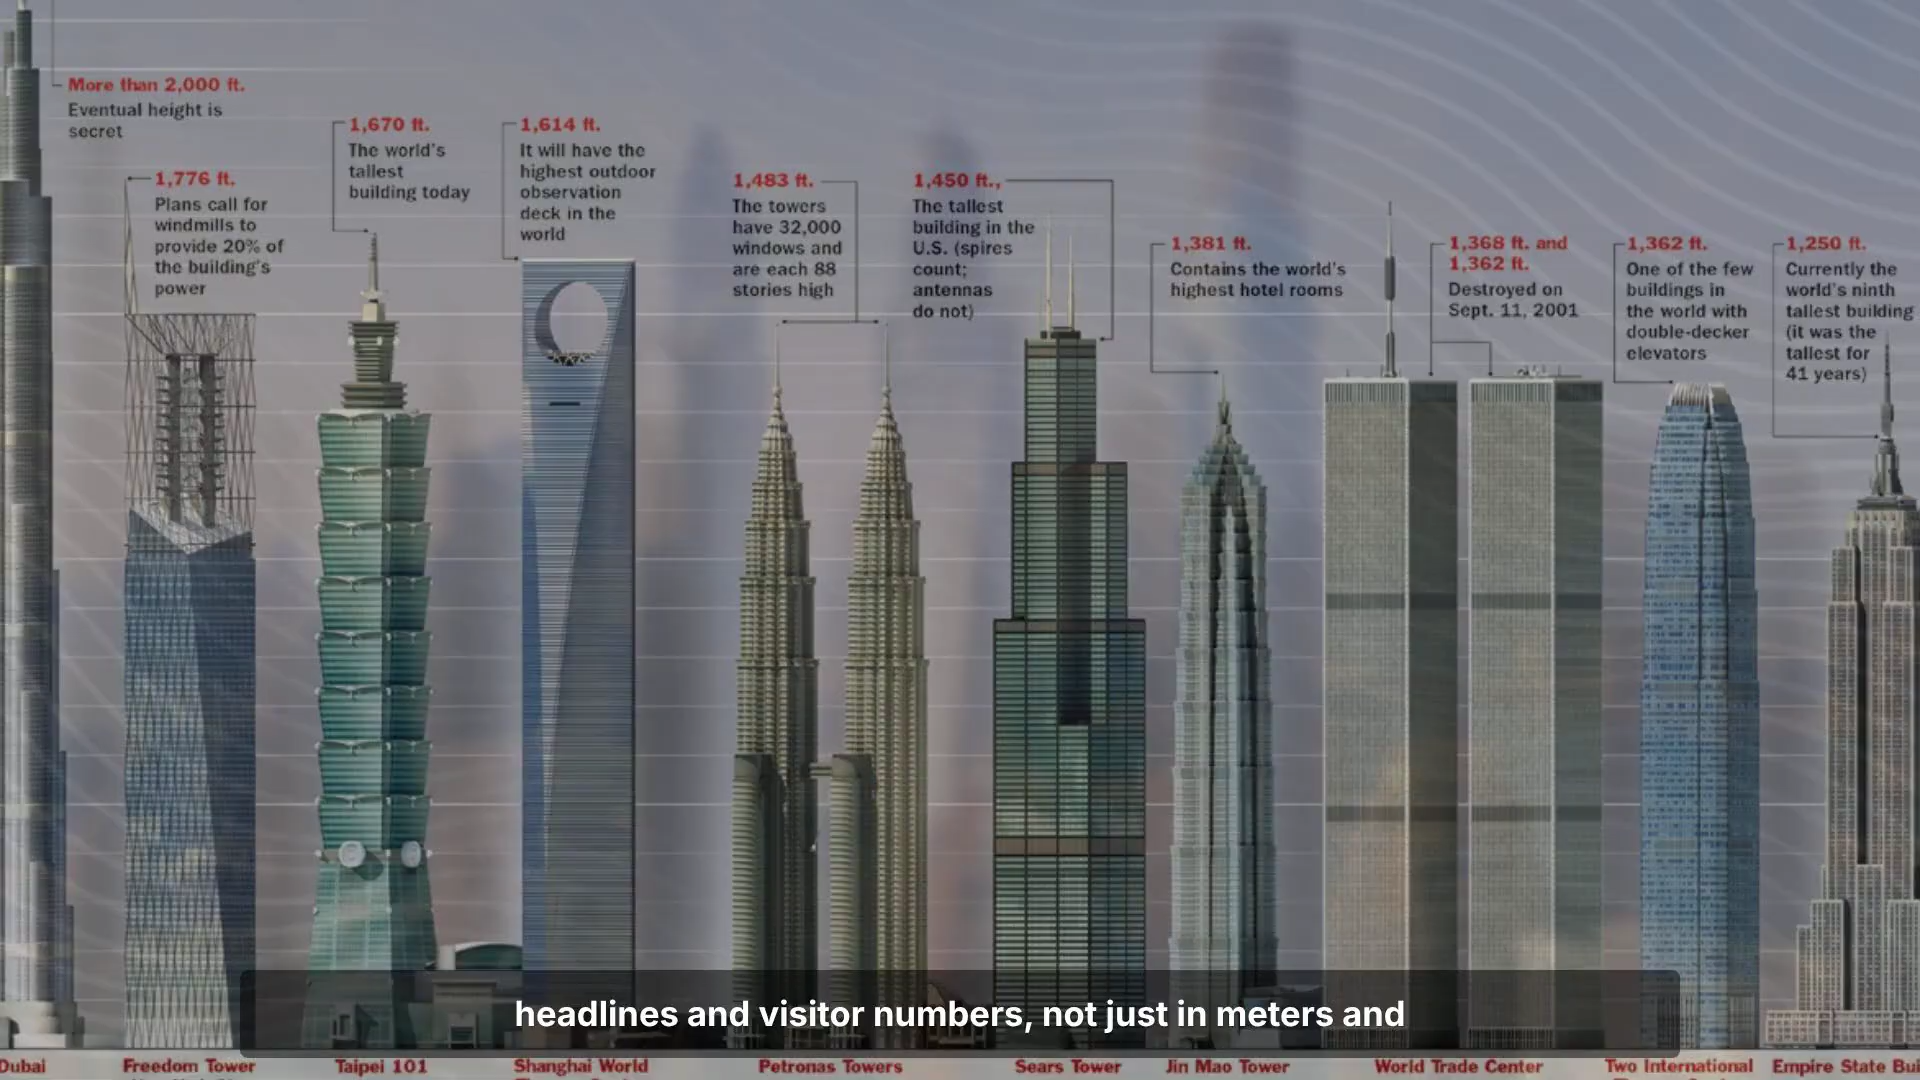 More than 2,000 ft.
Eventual height is
secret
1,776 ft.
Plans call for
windmills to
provide 20% of
the building's
power
1,670 ft.
The world's
tallest
building today
1,614 ft.
It will have the
highest outdoor
observation
deck in the
world
1,483 ft.
The towers
have 32,000
windows and
are each 88
stories high
1,450 ft.,
The tallest
building in the
U.S. (spires
count;
antennas
do not)
1,381 ft.
Contains the world's
highest hotel rooms
1,368 ft. and
1,362 ft.
Destroyed on
Sept. 11, 2001
1,362 ft.
One of the few
buildings in
the world with
double-decker
elevators
1,250 ft.
Currently the
world's ninth
tallest building
(it was the
tallest for
41 years)
headlines and visitor numbers, not just in meters and
Dubai
Freedom Tower
Taipei 101
Shanghai World
Petronas Towers
Sears Tower
Jin Mao Tower
World Trade Center
Two International
Empire State Bui